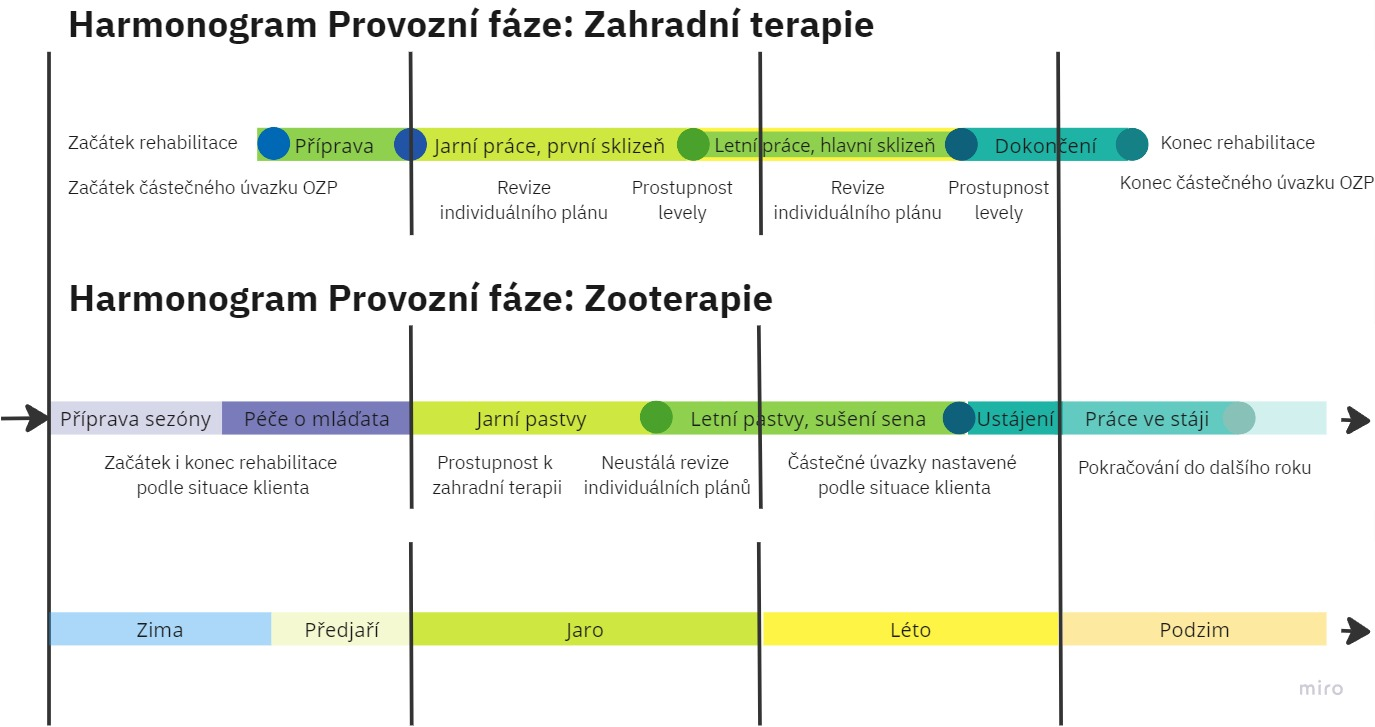 Harmonogram Provozní fáze: Zahradní terapie
Začátek rehabilitace
Příprava
Jarní práce, první sklizeň
Letní práce, hlavní sklizeň
Dokončení
Konec rehabilitace
Začátek částečného úvazku OZP
Revize
individuálního plánu
Prostupnost
levely
Revize
individuálního plánu
Prostupnost
levely
Konec částečného úvazku OZP
Harmonogram Provozní fáze: Zooterapie
Příprava sezóny
Péče o mláďata
Jarní pastvy
Letní pastvy, sušení sena
Ustájení
Práce ve stáji
Začátek i konec rehabilitace
podle situace klienta
Prostupnost k
zahradní terapii
Neustálá revize
individuálních plánů
Částečné úvazky nastavené
podle situace klienta
Pokračování do dalšího roku
Zima
Předjaří
Jaro
Léto
Podzim
miro